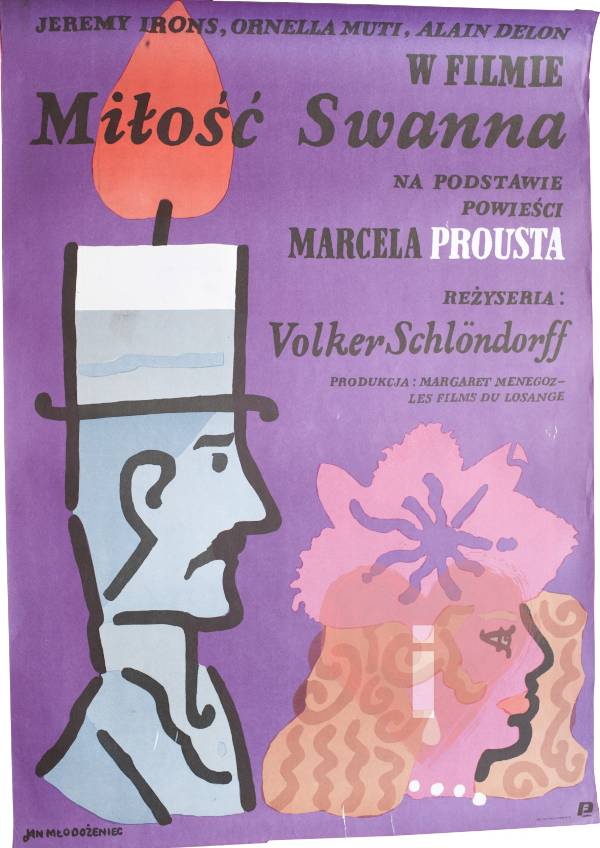 JEREMY IRONS, ORNELLA MUTI, ALAIN DELON
W FILMIE
Miłość Swanna
NA PODSTAWIE
POWIEŚCI
MARCELA PROUSTA
REŻYSERIA:
Volker Schlöndorff
PRODUKCJA: MARGARET MENEGOZ–
LES FILMS DU LOSANGE
JAN MŁODOŻENIEC